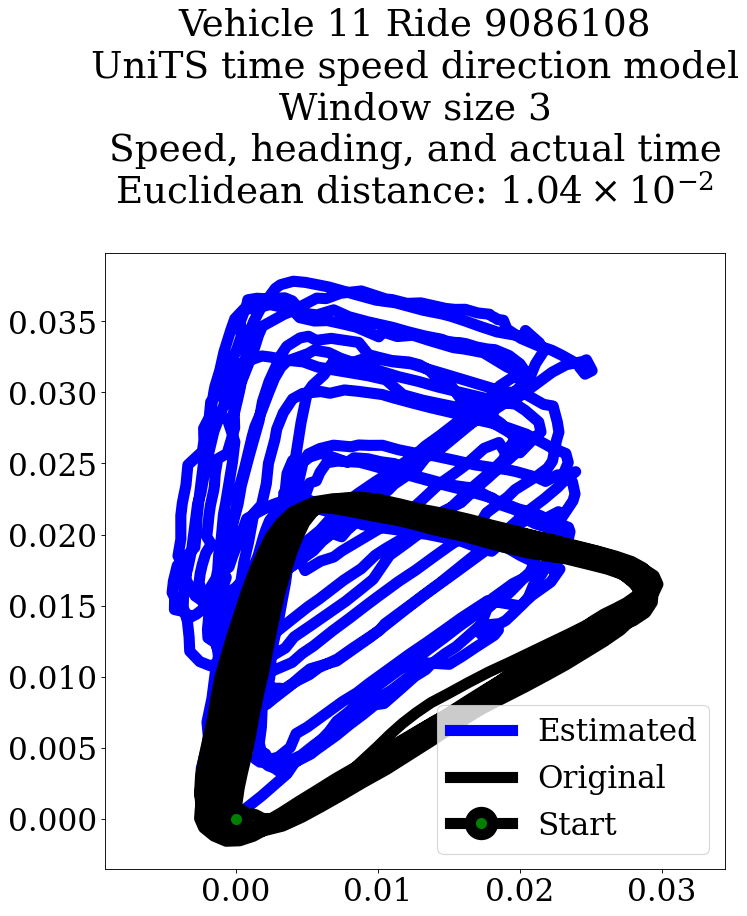 Vehicle 11 Ride 9086108
UniTS time speed direction model
Window size 3
Speed, heading, and actual time
Euclidean distance: 1.04 × 10⁻²
0.035
0.030
0.025
0.020
0.015
0.010
0.005
0.000
Estimated
Original
Start
0.00 0.01 0.02 0.03